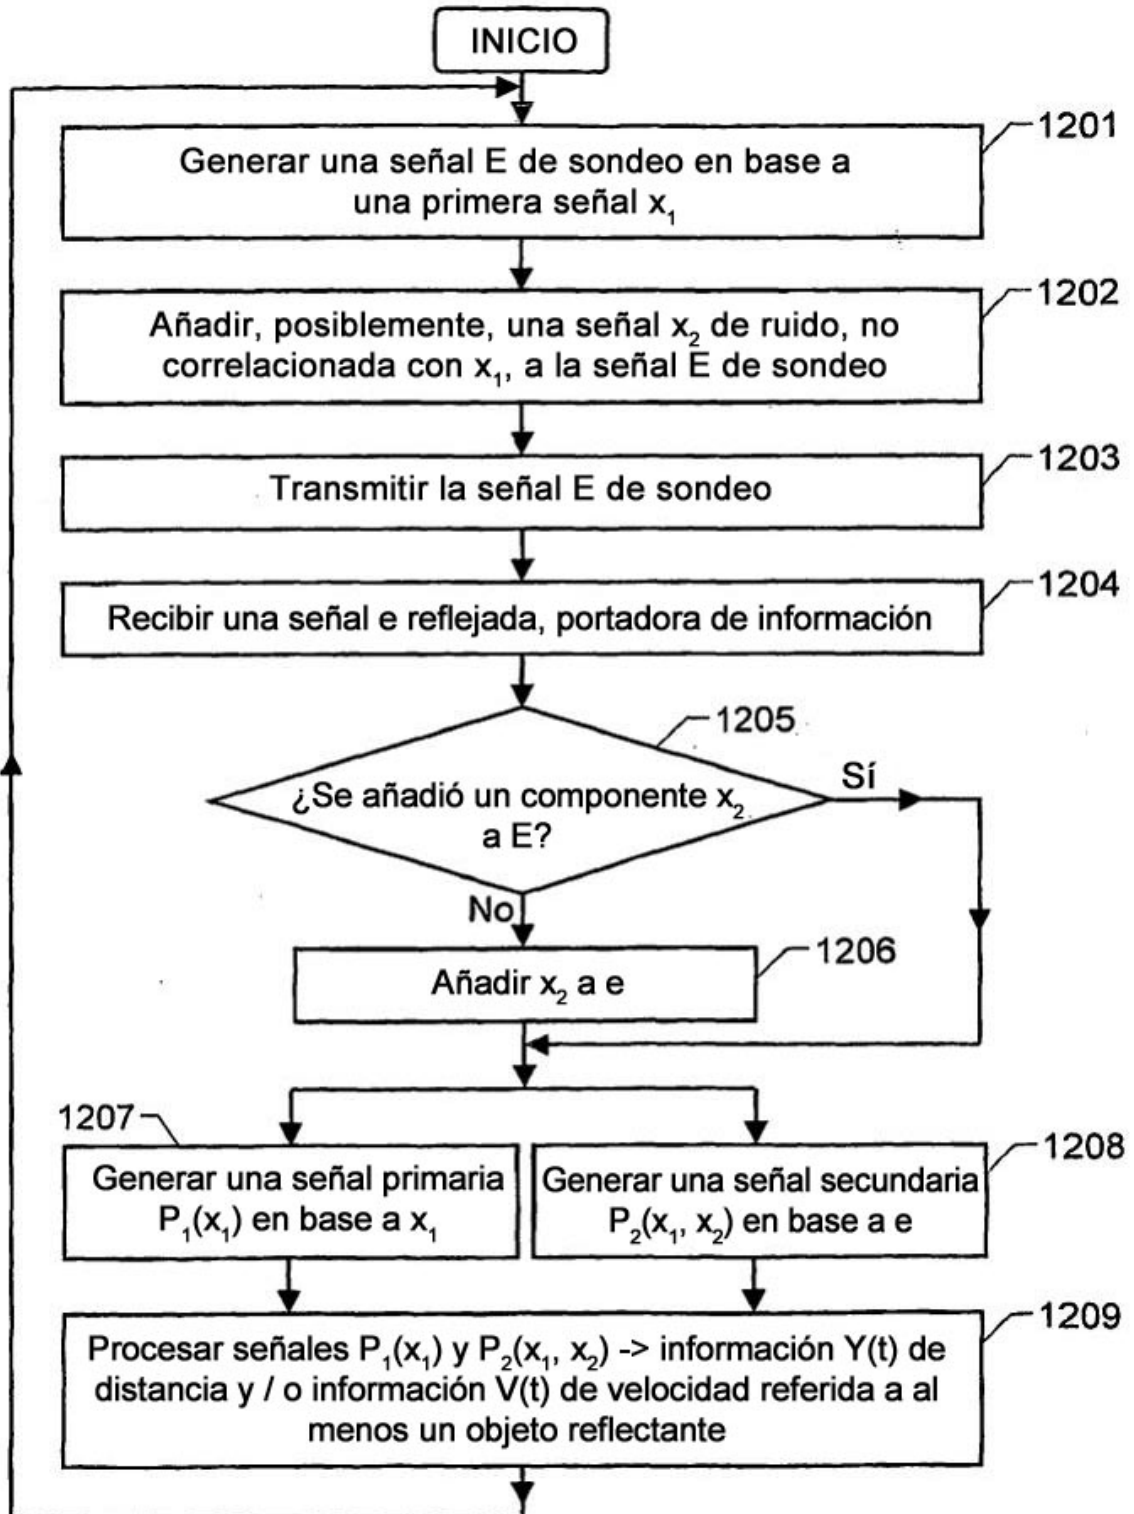 INICIO
1201
Generar una señal E de sondeo en base a
una primera señal x₁
1202
Añadir, posiblemente, una señal x₂ de ruido, no
correlacionada con x₁, a la señal E de sondeo
1203
Transmitir la señal E de sondeo
1204
Recibir una señal e reflejada, portadora de información
1205
¿Se añadió un componente x₂
a E?
Sí
No
1206
Añadir x₂ a e
1207
Generar una señal primaria
P₁(x₁) en base a x₁
1208
Generar una señal secundaria
P₂(x₁, x₂) en base a e
1209
Procesar señales P₁(x₁) y P₂(x₁, x₂) -> información Y(t) de
distancia y / o información V(t) de velocidad referida a al
menos un objeto reflectante